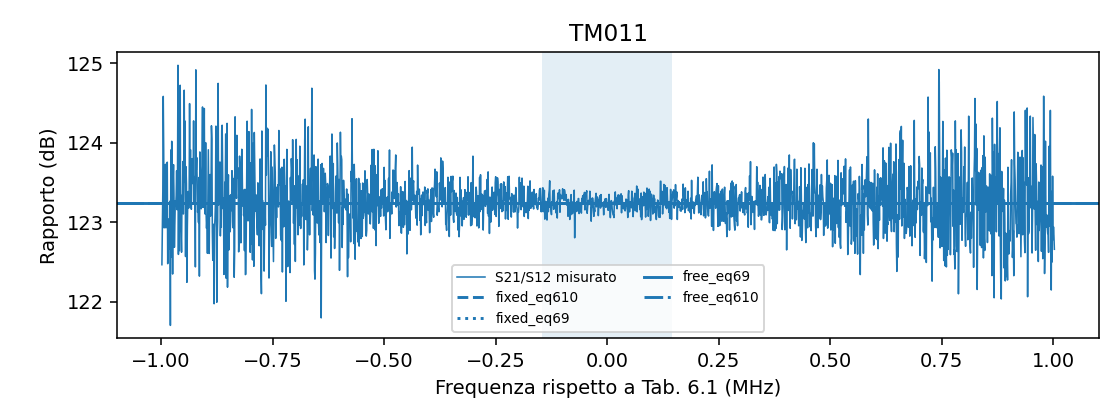 TM011
125
124
123
122
Rapporto (dB)
S21/S12 misurato
fixed_eq610
fixed_eq69
free_eq69
free_eq610
−1.00 −0.75 −0.50 −0.25 0.00 0.25 0.50 0.75 1.00
Frequenza rispetto a Tab. 6.1 (MHz)